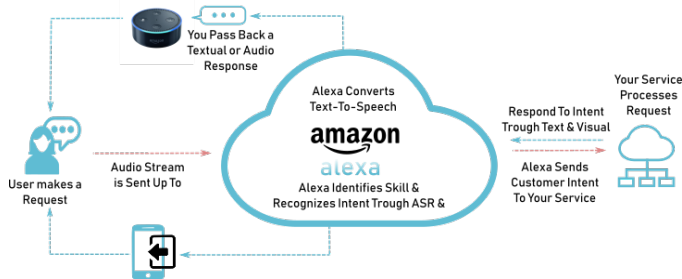 You Pass Back a
Textual or Audio
Response
Alexa Converts
Text-To-Speech
amazon
alexa
Alexa Identifies Skill &
Recognizes Intent Trough ASR &
User makes a
Request
Audio Stream
is Sent Up To
Respond To Intent
Trough Text & Visual
Alexa Sends
Customer Intent
To Your Service
Your Service
Processes
Request